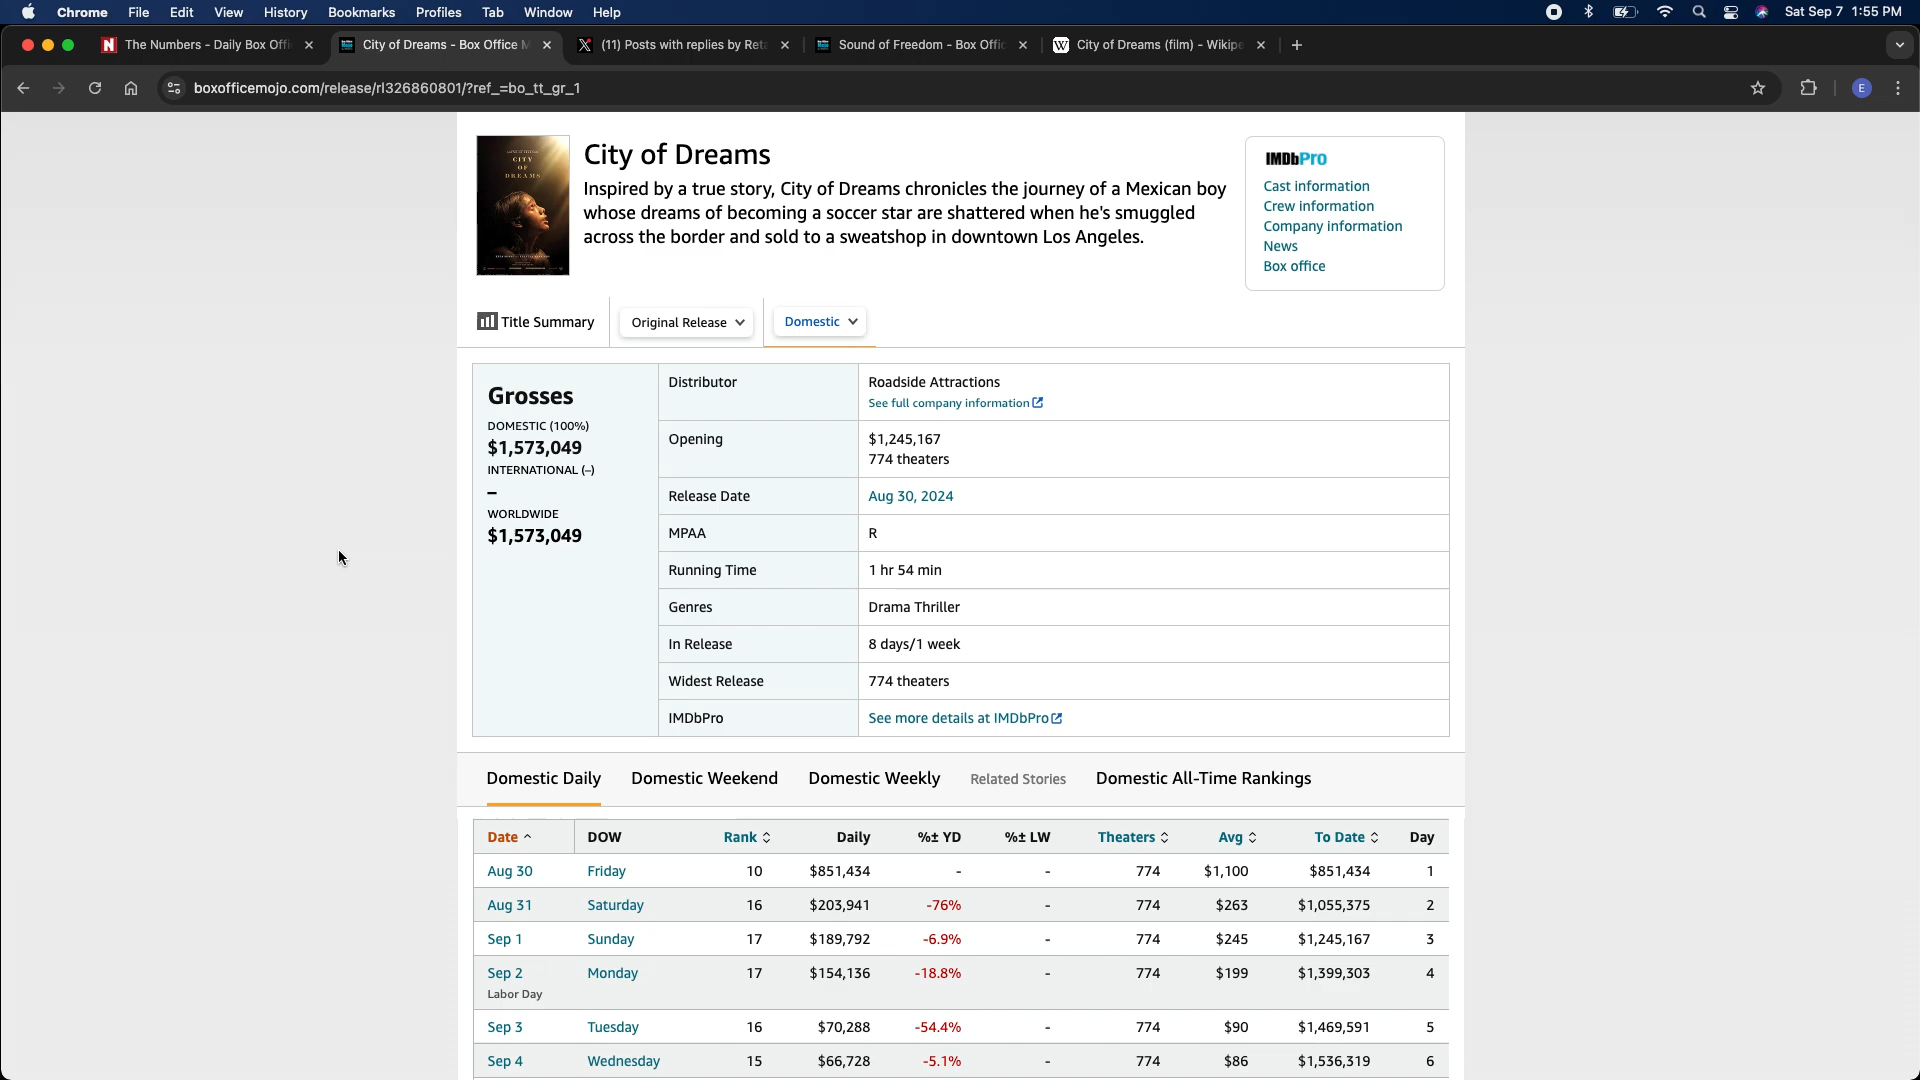 Chrome File Edit View History Bookmarks Profiles Tab Window Help Sat Sep 7 1:55 PM
The Numbers - Daily Box Offi City of Dreams - Box Office M (11) Posts with replies by Reta Sound of Freedom - Box Offic City of Dreams (film) - Wikipe
boxofficemojo.com/release/rl326860801/?ref_=bo_tt_gr_1 E
CITY
OF
DREAMS
City of Dreams
Inspired by a true story, City of Dreams chronicles the journey of a Mexican boy
whose dreams of becoming a soccer star are shattered when he's smuggled
across the border and sold to a sweatshop in downtown Los Angeles.
IMDbPro
Cast information
Crew information
Company information
News
Box office
Title Summary Original Release Domestic
Grosses
DOMESTIC (100%)
$1,573,049
INTERNATIONAL (–)
–
WORLDWIDE
$1,573,049
Distributor Roadside Attractions
See full company information
Opening $1,245,167
774 theaters
Release Date Aug 30, 2024
MPAA R
Running Time 1 hr 54 min
Genres Drama Thriller
In Release 8 days/1 week
Widest Release 774 theaters
IMDbPro See more details at IMDbPro
Domestic Daily Domestic Weekend Domestic Weekly Related Stories Domestic All-Time Rankings
Date DOW Rank Daily %± YD %± LW Theaters Avg To Date Day
Aug 30 Friday 10 $851,434 - - 774 $1,100 $851,434 1
Aug 31 Saturday 16 $203,941 -76% - 774 $263 $1,055,375 2
Sep 1 Sunday 17 $189,792 -6.9% - 774 $245 $1,245,167 3
Sep 2 Monday 17 $154,136 -18.8% - 774 $199 $1,399,303 4
Labor Day
Sep 3 Tuesday 16 $70,288 -54.4% - 774 $90 $1,469,591 5
Sep 4 Wednesday 15 $66,728 -5.1% - 774 $86 $1,536,319 6